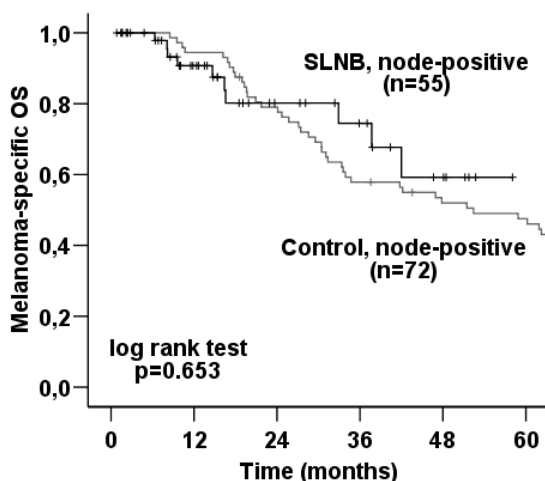 1,0
0,8
0,6
0,4
0,2
0,0
Melanoma-specific OS
SLNB, node-positive
(n=55)
Control, node-positive
(n=72)
log rank test
p=0.653
0 12 24 36 48 60
Time (months)